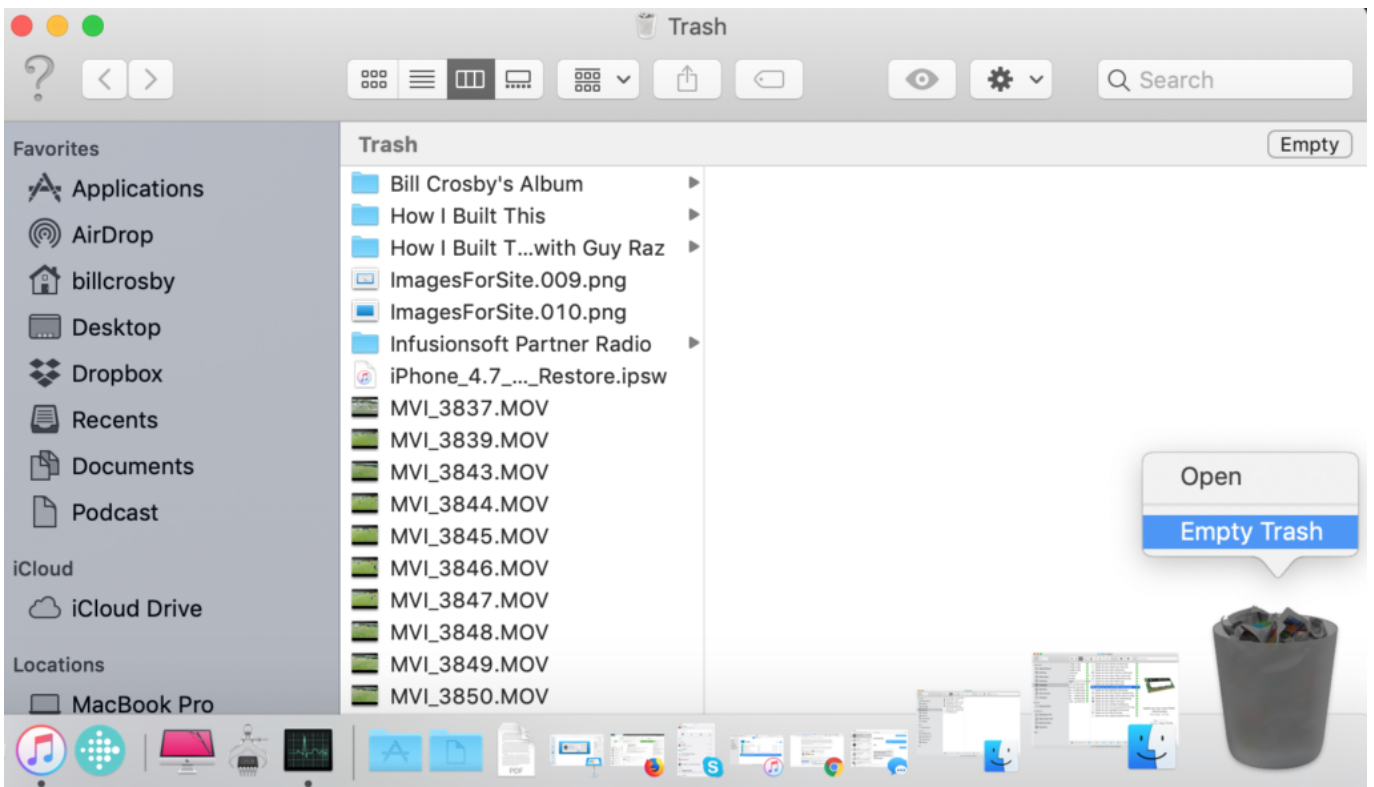 Trash
Search
Favorites
Applications
AirDrop
billcrosby
Desktop
Dropbox
Recents
Documents
Podcast
iCloud
iCloud Drive
Locations
MacBook Pro
Trash
Empty
Bill Crosby's Album
How I Built This
How I Built T...with Guy Raz
ImagesForSite.009.png
ImagesForSite.010.png
Infusionsoft Partner Radio
iPhone_4.7_..._Restore.ipsw
MVI_3837.MOV
MVI_3839.MOV
MVI_3843.MOV
MVI_3844.MOV
MVI_3845.MOV
MVI_3846.MOV
MVI_3847.MOV
MVI_3848.MOV
MVI_3849.MOV
MVI_3850.MOV
Open
Empty Trash
PDF